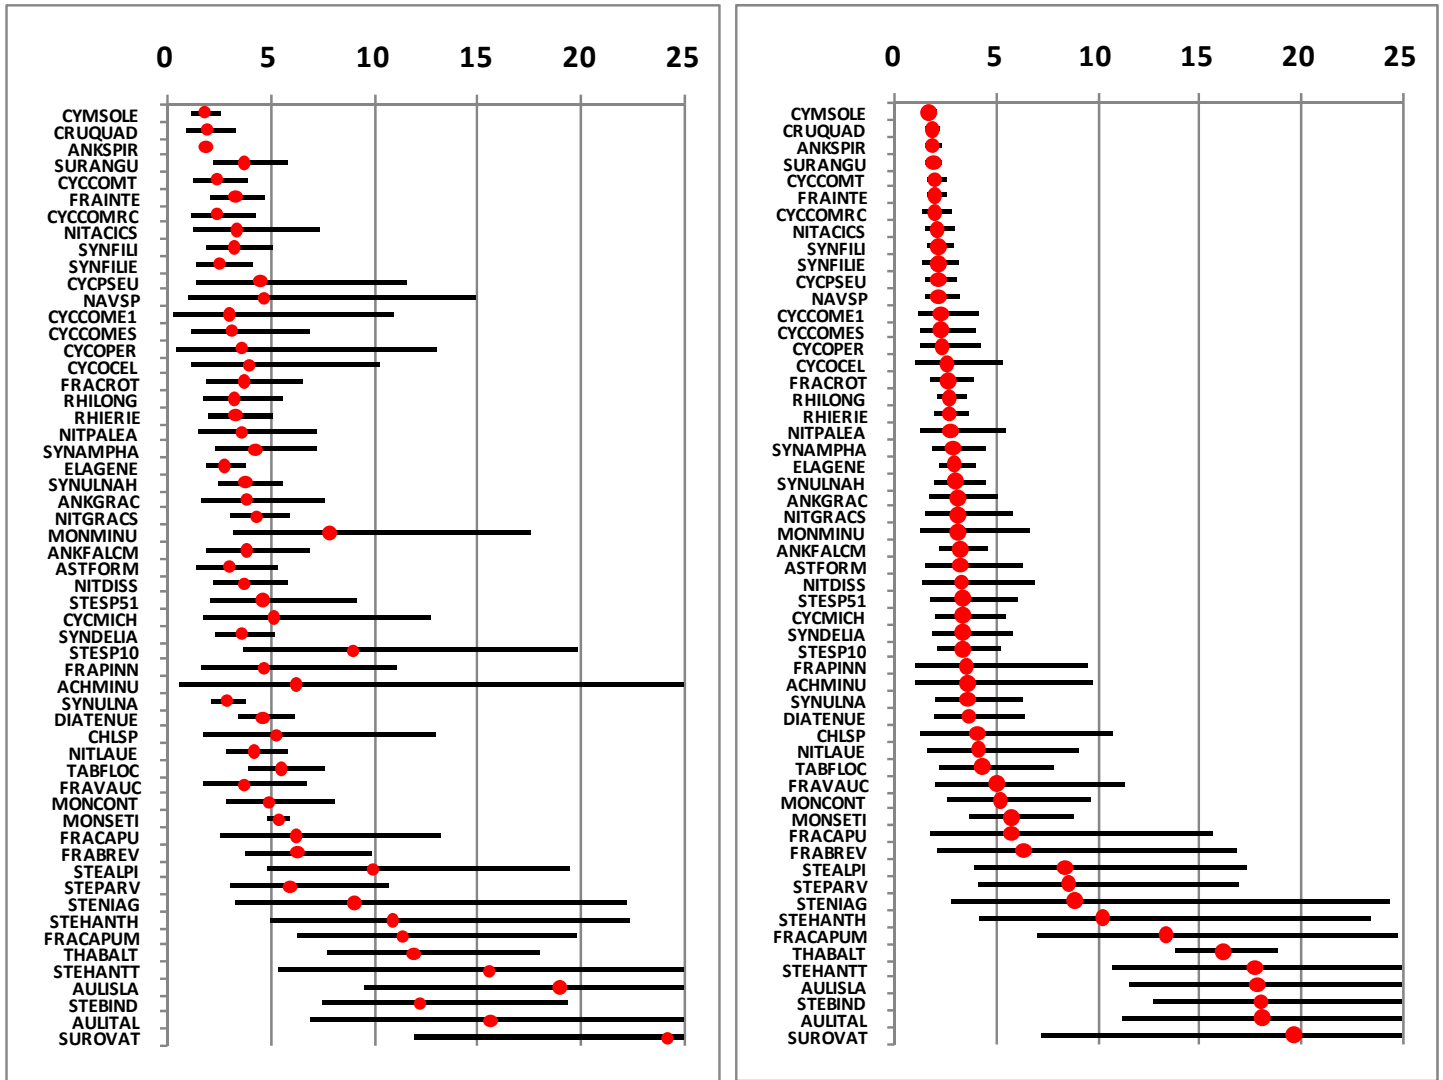 0 5 10 15 20 25
CYMSOLE
CRUQUAD
ANKSPIR
SURANGU
CYCCOMT
FRAINTE
CYCCOMRC
NITACICS
SYNFILI
SYNFILIE
CYCPSEU
NAVSP
CYCCOME1
CYCCOMES
CYCOPER
CYCOCEL
FRACROT
RHILONG
RHIERIE
NITPALEA
SYNAMPHA
ELAGENE
SYNULNAH
ANKGRAC
NITGRACS
MONMINU
ANKFALCM
ASTFORM
NITDISS
STESP51
CYCMICH
SYNDELIA
STESP10
FRAPINN
ACHMINU
SYNULNA
DIATENUE
CHLSP
NITLAUE
TABFLOC
FRAVAUC
MONCONT
MONSETI
FRACAPU
FRABREV
STEALPI
STEPARV
STENIAG
STEHANTH
FRACAPUM
THABALT
STEHANTT
AULISLA
STEBIND
AULITAL
SUROVAT
0 5 10 15 20 25
CYMSOLE
CRUQUAD
ANKSPIR
SURANGU
CYCCOMT
FRAINTE
CYCCOMRC
NITACICS
SYNFILI
SYNFILIE
CYCPSEU
NAVSP
CYCCOME1
CYCCOMES
CYCOPER
CYCOCEL
FRACROT
RHILONG
RHIERIE
NITPALEA
SYNAMPHA
ELAGENE
SYNULNAH
ANKGRAC
NITGRACS
MONMINU
ANKFALCM
ASTFORM
NITDISS
STESP51
CYCMICH
SYNDELIA
STESP10
FRAPINN
ACHMINU
SYNULNA
DIATENUE
CHLSP
NITLAUE
TABFLOC
FRAVAUC
MONCONT
MONSETI
FRACAPU
FRABREV
STEALPI
STEPARV
STENIAG
STEHANTH
FRACAPUM
THABALT
STEHANTT
AULISLA
STEBIND
AULITAL
SUROVAT